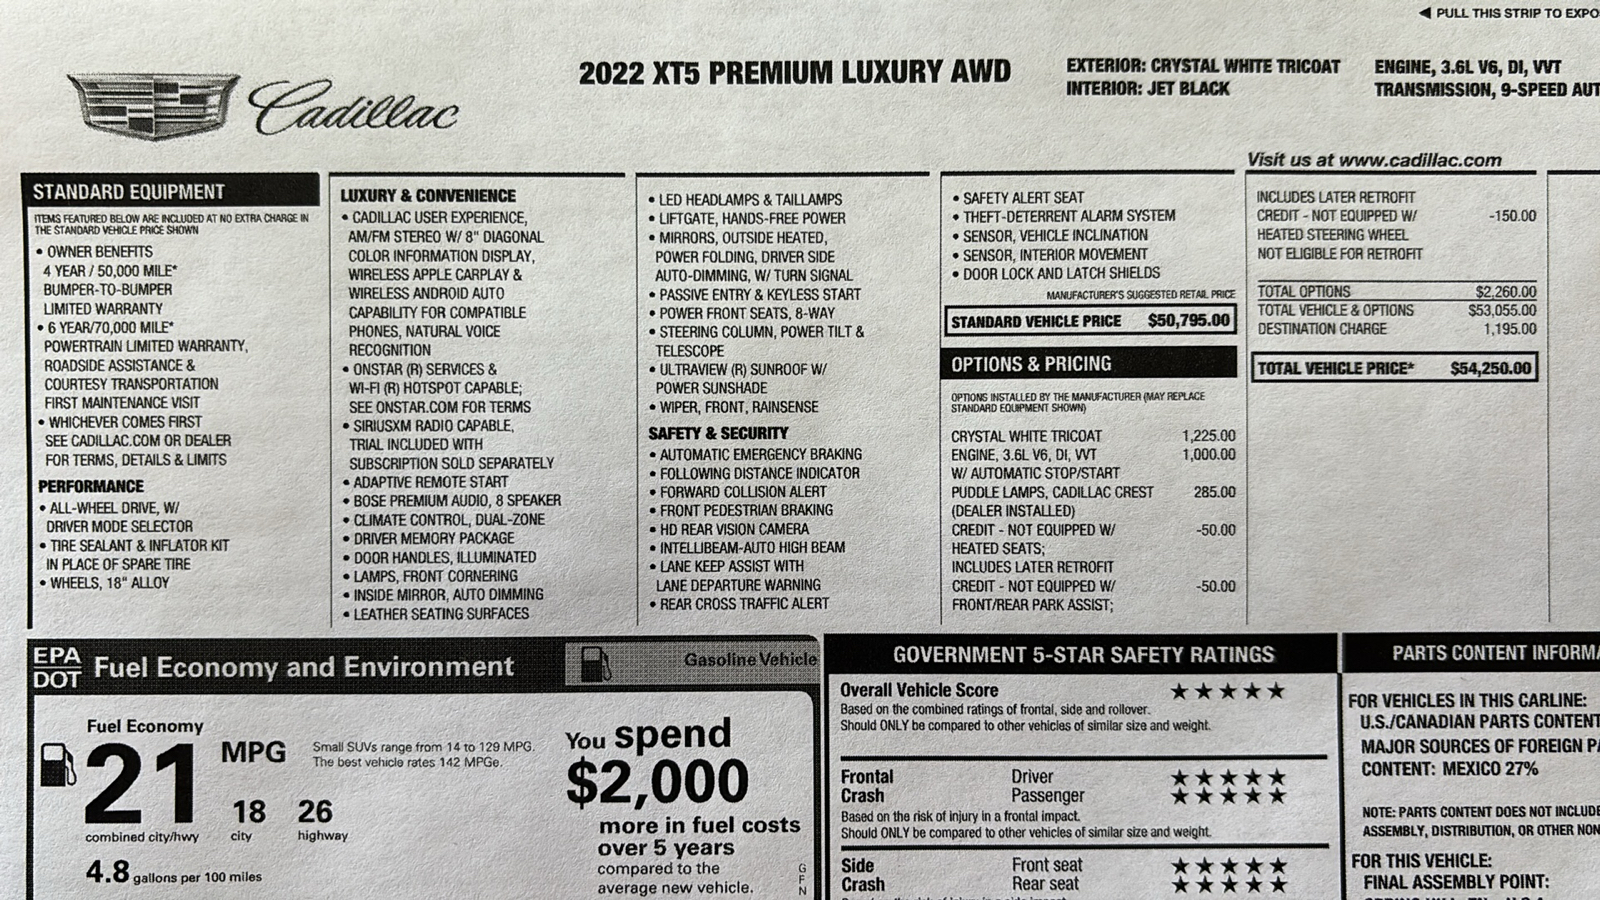 ◄ PULL THIS STRIP TO EXPO
Cadillac
2022 XT5 PREMIUM LUXURY AWD
EXTERIOR: CRYSTAL WHITE TRICOAT
INTERIOR: JET BLACK
ENGINE, 3.6L V6, DI, VVT
TRANSMISSION, 9-SPEED AUT
Visit us at www.cadillac.com
STANDARD EQUIPMENT
ITEMS FEATURED BELOW ARE INCLUDED AT NO EXTRA CHARGE IN
THE STANDARD VEHICLE PRICE SHOWN
• OWNER BENEFITS
4 YEAR / 50,000 MILE*
BUMPER-TO-BUMPER
LIMITED WARRANTY
• 6 YEAR/70,000 MILE*
POWERTRAIN LIMITED WARRANTY,
ROADSIDE ASSISTANCE &
COURTESY TRANSPORTATION
FIRST MAINTENANCE VISIT
• WHICHEVER COMES FIRST
SEE CADILLAC.COM OR DEALER
FOR TERMS, DETAILS & LIMITS
PERFORMANCE
• ALL-WHEEL DRIVE, W/
DRIVER MODE SELECTOR
• TIRE SEALANT & INFLATOR KIT
IN PLACE OF SPARE TIRE
• WHEELS, 18" ALLOY
LUXURY & CONVENIENCE
• CADILLAC USER EXPERIENCE,
AM/FM STEREO W/ 8" DIAGONAL
COLOR INFORMATION DISPLAY,
WIRELESS APPLE CARPLAY &
WIRELESS ANDROID AUTO
CAPABILITY FOR COMPATIBLE
PHONES, NATURAL VOICE
RECOGNITION
• ONSTAR (R) SERVICES &
WI-FI (R) HOTSPOT CAPABLE;
SEE ONSTAR.COM FOR TERMS
• SIRIUSXM RADIO CAPABLE,
TRIAL INCLUDED WITH
SUBSCRIPTION SOLD SEPARATELY
• ADAPTIVE REMOTE START
• BOSE PREMIUM AUDIO, 8 SPEAKER
• CLIMATE CONTROL, DUAL-ZONE
• DRIVER MEMORY PACKAGE
• DOOR HANDLES, ILLUMINATED
• LAMPS, FRONT CORNERING
• INSIDE MIRROR, AUTO DIMMING
• LEATHER SEATING SURFACES
• LED HEADLAMPS & TAILLAMPS
• LIFTGATE, HANDS-FREE POWER
• MIRRORS, OUTSIDE HEATED,
POWER FOLDING, DRIVER SIDE
AUTO-DIMMING, W/ TURN SIGNAL
• PASSIVE ENTRY & KEYLESS START
• POWER FRONT SEATS, 8-WAY
• STEERING COLUMN, POWER TILT &
TELESCOPE
• ULTRAVIEW (R) SUNROOF W/
POWER SUNSHADE
• WIPER, FRONT, RAINSENSE
SAFETY & SECURITY
• AUTOMATIC EMERGENCY BRAKING
• FOLLOWING DISTANCE INDICATOR
• FORWARD COLLISION ALERT
• FRONT PEDESTRIAN BRAKING
• HD REAR VISION CAMERA
• INTELLIBEAM-AUTO HIGH BEAM
• LANE KEEP ASSIST WITH
LANE DEPARTURE WARNING
• REAR CROSS TRAFFIC ALERT
• SAFETY ALERT SEAT
• THEFT-DETERRENT ALARM SYSTEM
• SENSOR, VEHICLE INCLINATION
• SENSOR, INTERIOR MOVEMENT
• DOOR LOCK AND LATCH SHIELDS
MANUFACTURER'S SUGGESTED RETAIL PRICE
STANDARD VEHICLE PRICE $50,795.00
OPTIONS & PRICING
OPTIONS INSTALLED BY THE MANUFACTURER (MAY REPLACE
STANDARD EQUIPMENT SHOWN)
CRYSTAL WHITE TRICOAT 1,225.00
ENGINE, 3.6L V6, DI, VVT 1,000.00
W/ AUTOMATIC STOP/START
PUDDLE LAMPS, CADILLAC CREST 285.00
(DEALER INSTALLED)
CREDIT - NOT EQUIPPED W/ -50.00
HEATED SEATS;
INCLUDES LATER RETROFIT
CREDIT - NOT EQUIPPED W/ -50.00
FRONT/REAR PARK ASSIST;
INCLUDES LATER RETROFIT
CREDIT - NOT EQUIPPED W/ -150.00
HEATED STEERING WHEEL
NOT ELIGIBLE FOR RETROFIT
TOTAL OPTIONS $2,260.00
TOTAL VEHICLE & OPTIONS $53,055.00
DESTINATION CHARGE 1,195.00
TOTAL VEHICLE PRICE* $54,250.00
EPA
DOT
Fuel Economy and Environment
Gasoline Vehicle
Fuel Economy
21 MPG
combined city/hwy
18 city
26 highway
4.8 gallons per 100 miles
Small SUVs range from 14 to 129 MPG.
The best vehicle rates 142 MPGe.
You spend
$2,000
more in fuel costs
over 5 years
compared to the
average new vehicle.
G
F
N
GOVERNMENT 5-STAR SAFETY RATINGS
Overall Vehicle Score ★★★★★
Based on the combined ratings of frontal, side and rollover.
Should ONLY be compared to other vehicles of similar size and weight.
Frontal Driver ★★★★★
Crash Passenger ★★★★★
Based on the risk of injury in a frontal impact.
Should ONLY be compared to other vehicles of similar size and weight.
Side Front seat ★★★★★
Crash Rear seat ★★★★★
PARTS CONTENT INFORMA
FOR VEHICLES IN THIS CARLINE:
U.S./CANADIAN PARTS CONTENT
MAJOR SOURCES OF FOREIGN PA
CONTENT: MEXICO 27%
NOTE: PARTS CONTENT DOES NOT INCLUDE
ASSEMBLY, DISTRIBUTION, OR OTHER NON
FOR THIS VEHICLE:
FINAL ASSEMBLY POINT: